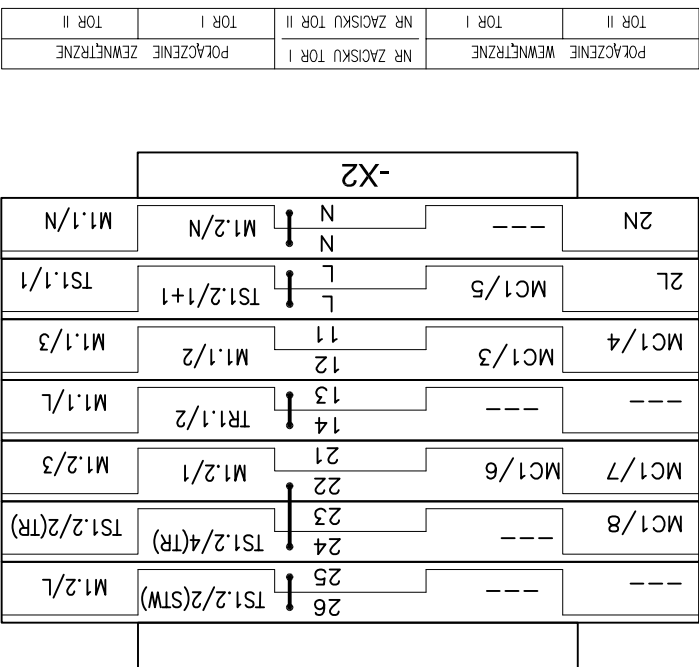 --- 26 TS1.2/2(STW)
--- 25 M1.2/L
--- 24 TS1.2/4(TR)
MC1/8 23 TS1.2/2(TR)
MC1/6 22 M1.2/1
MC1/7 21 M1.2/3
--- 14 TR1.1/2
--- 13 M1.1/L
MC1/3 12 M1.1/2
MC1/4 11 M1.1/3
MC1/5 L TS1.2/1+1
2L L TS1.1/1
--- N M1.2/N
2N N M1.1/N
-X2
POŁĄCZENIE WEWNĘTRZNE NR ZACISKU TOR I POŁĄCZENIE ZEWNĘTRZNE
TOR II TOR I NR ZACISKU TOR II TOR I TOR II